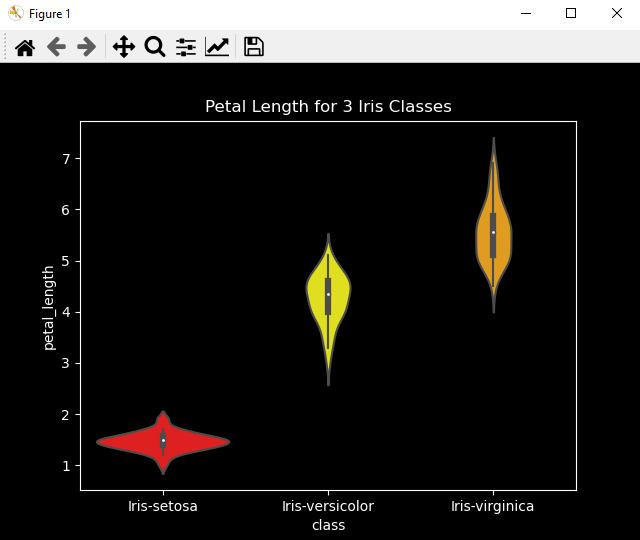 Figure 1
Petal Length for 3 Iris Classes
7
6
5
4
3
2
1
petal_length
Iris-setosa Iris-versicolor Iris-virginica
class